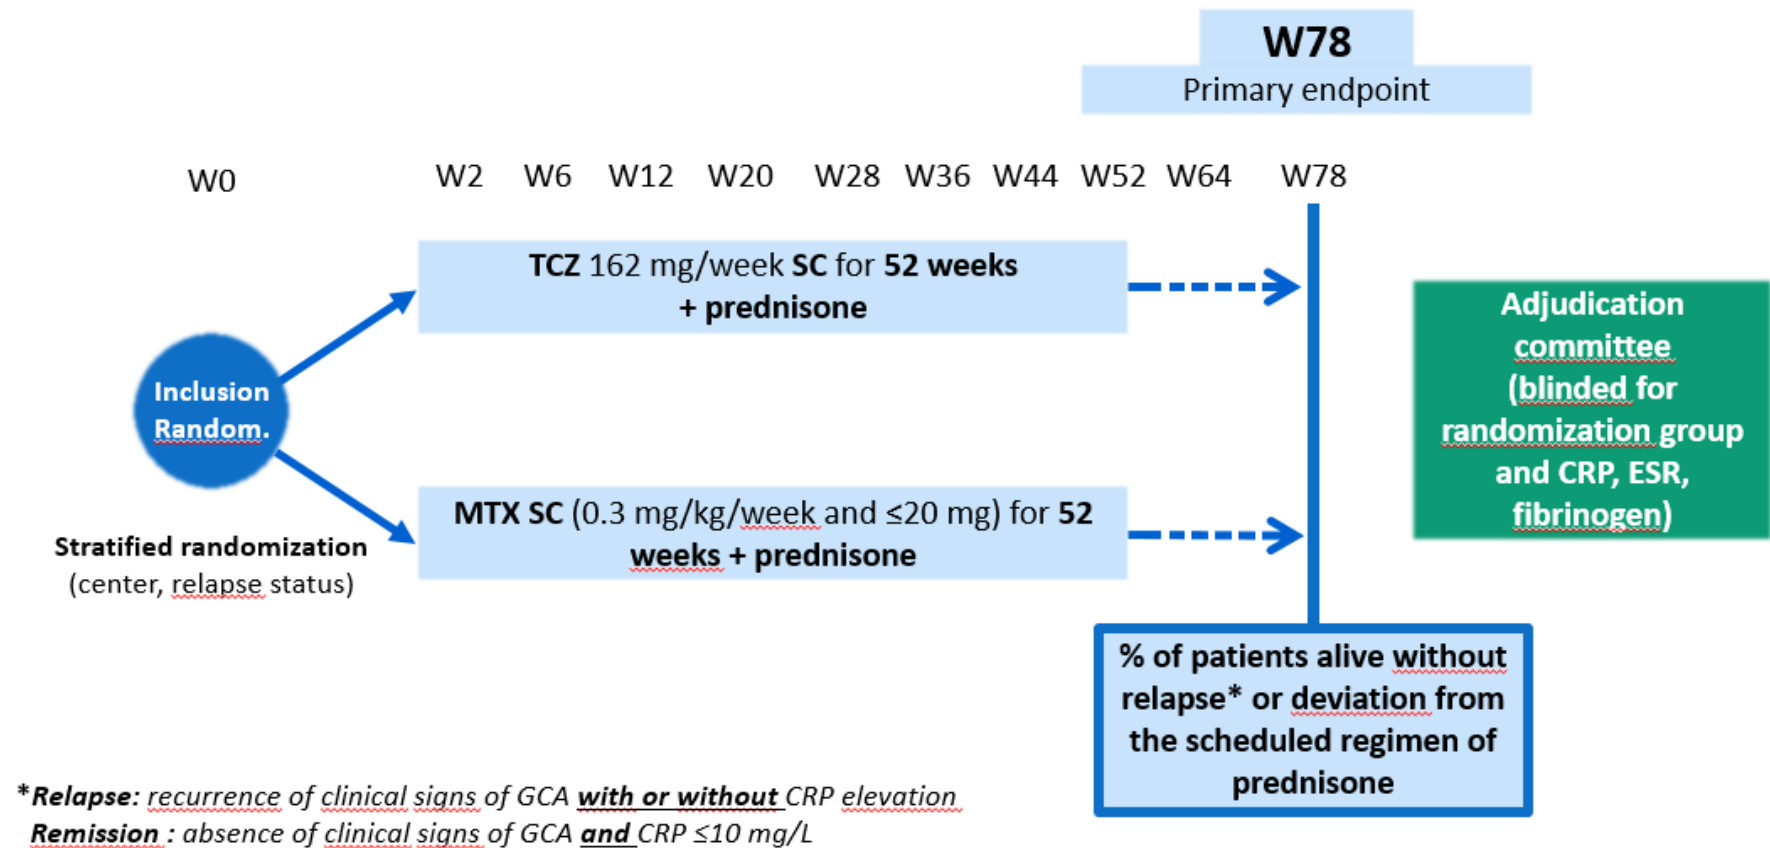 W78
Primary endpoint
W0 W2 W6 W12 W20 W28 W36 W44 W52 W64 W78
TCZ 162 mg/week SC for 52 weeks
+ prednisone
Inclusion
Random.
Stratified randomization
(center, relapse status)
MTX SC (0.3 mg/kg/week and ≤20 mg) for 52
weeks + prednisone
Adjudication
committee
(blinded for
randomization group
and CRP, ESR,
fibrinogen)
% of patients alive without
relapse* or deviation from
the scheduled regimen of
prednisone
*Relapse: recurrence of clinical signs of GCA with or without CRP elevation
Remission : absence of clinical signs of GCA and CRP ≤10 mg/L